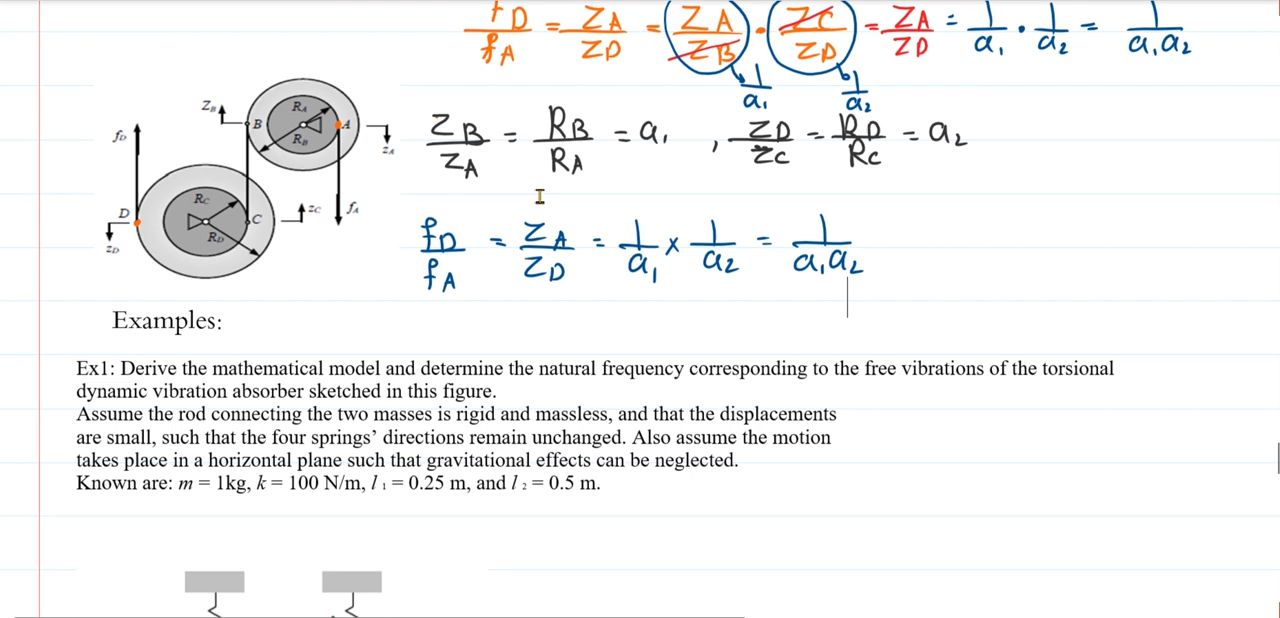 fD/fA = ZA/ZD = ZA/ZB · ZC/ZD = ZA/ZD = 1/a₁ · 1/a₂ = 1/a₁a₂
1/a₁ 1/a₂
ZB/ZA = RB/RA = a₁ , ZD/ZC = RD/RC = a₂
fD/fA = ZA/ZD = 1/a₁ x 1/a₂ = 1/a₁a₂
zB RA
fD B A
RB zA
RC
D C zC fA
zD RD
Examples:
Ex1: Derive the mathematical model and determine the natural frequency corresponding to the free vibrations of the torsional
dynamic vibration absorber sketched in this figure.
Assume the rod connecting the two masses is rigid and massless, and that the displacements
are small, such that the four springs’ directions remain unchanged. Also assume the motion
takes place in a horizontal plane such that gravitational effects can be neglected.
Known are: m = 1kg, k = 100 N/m, l ₁ = 0.25 m, and l ₂ = 0.5 m.